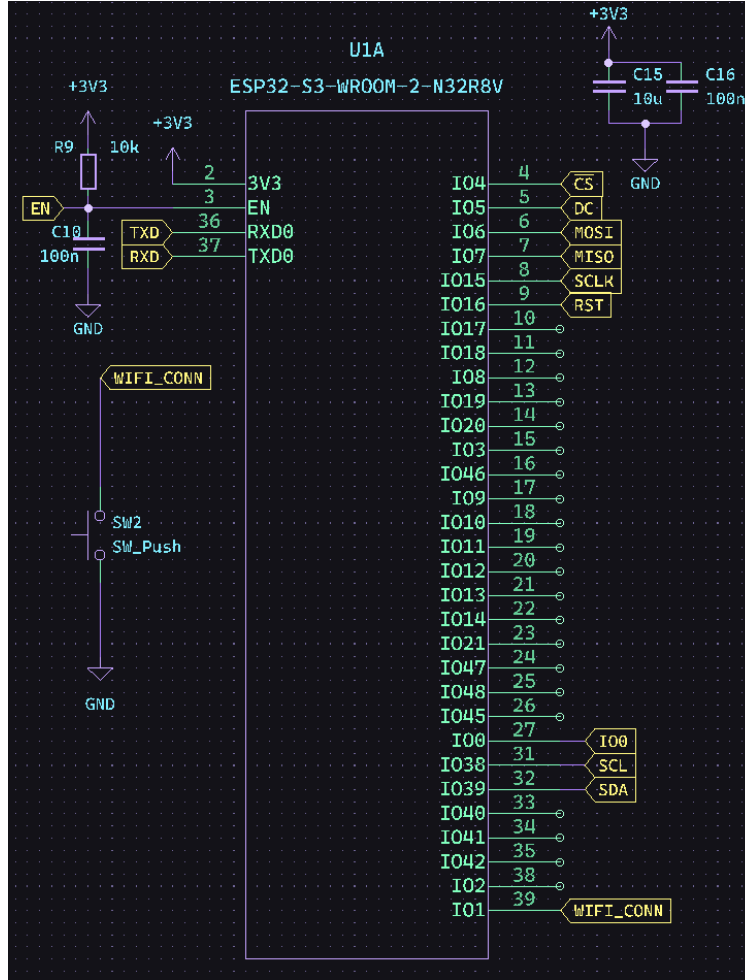 +3V3
U1A
C15
C16
ESP32-S3-WROOM-2-N32R8V
+3V3
10u
100n
+3V3
R9
10k
GND
2
3V3
IO4
4
CS
3
EN
EN
IO5
5
DC
TXD
36
RXD0
IO6
6
MOSI
C10
100n
RXD
37
TXD0
IO7
7
MISO
IO15
8
SCLK
IO16
9
RST
GND
IO17
10
IO18
11
WIFI_CONN
IO8
12
IO19
13
IO20
14
IO3
15
IO46
16
IO9
17
SW2
IO10
18
SW_Push
IO11
19
IO12
20
IO13
21
IO14
22
IO21
23
IO47
24
GND
IO48
25
IO45
26
IO0
27
IO0
IO38
31
SCL
IO39
32
SDA
IO40
33
IO41
34
IO42
35
IO2
38
IO1
39
WIFI_CONN